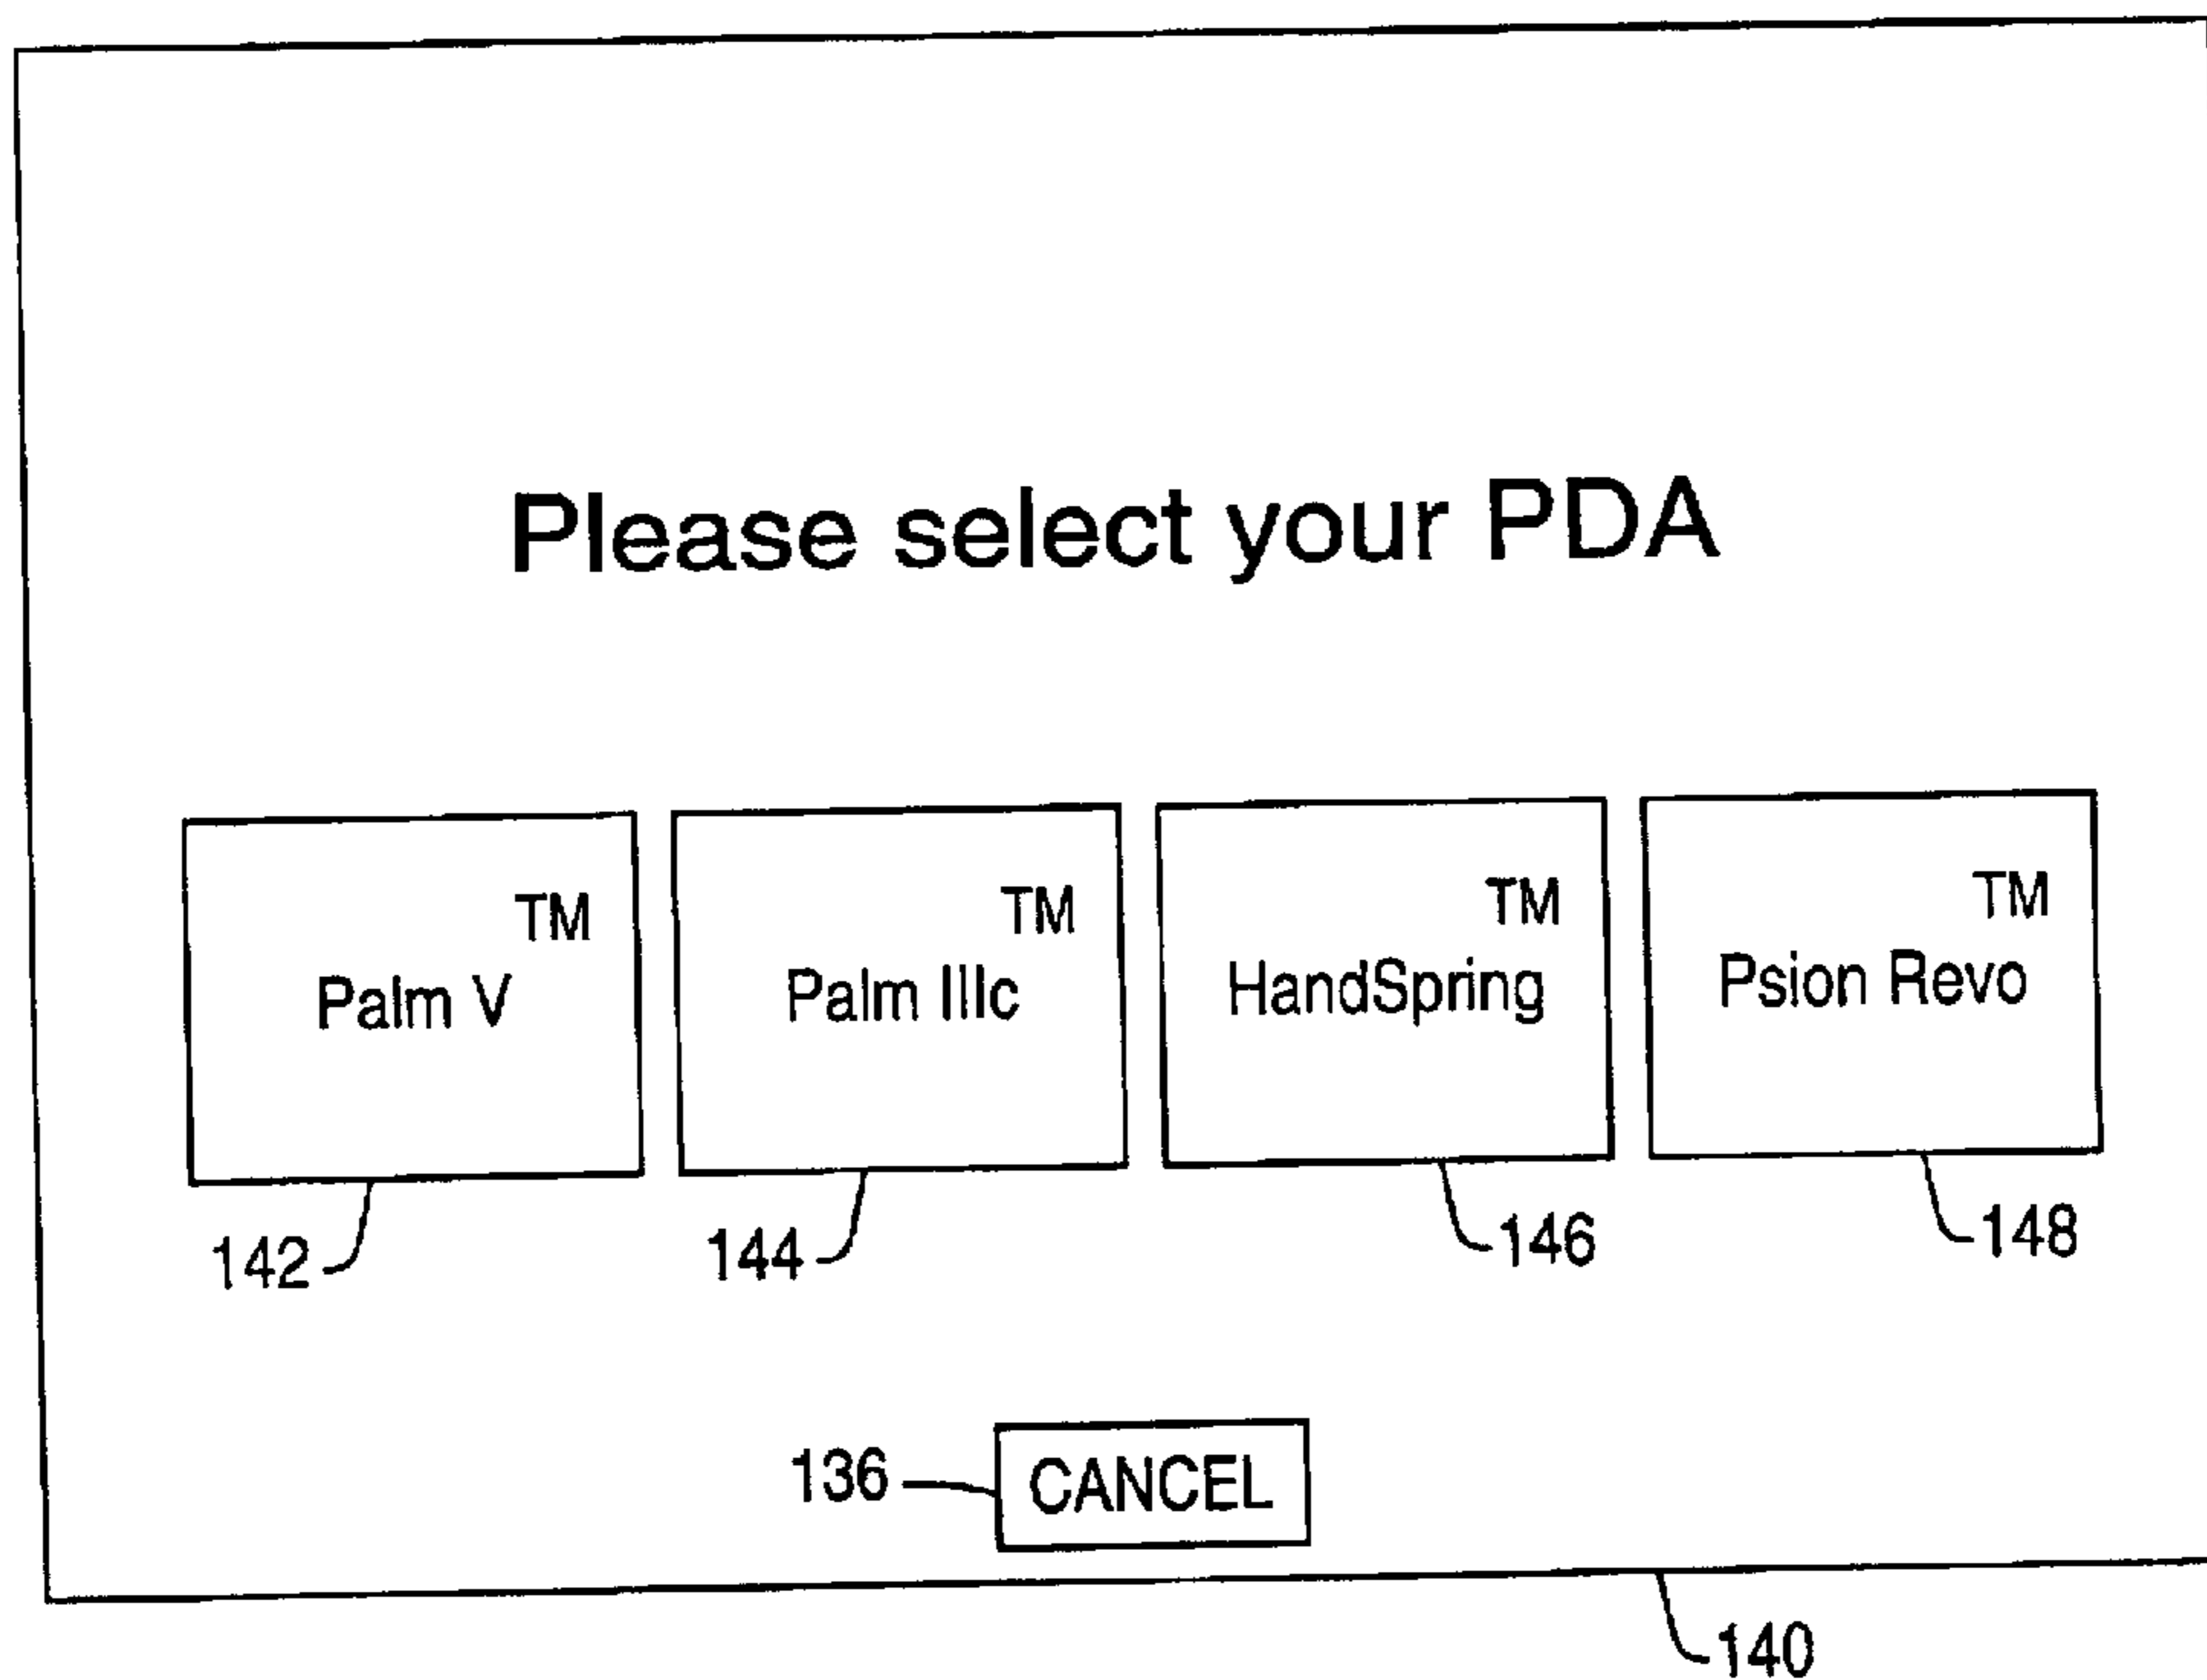 Please select your PDA
TM TM TM TM
Palm V Palm IIIc HandSpring Psion Revo
142 144 146 148
136 CANCEL
140